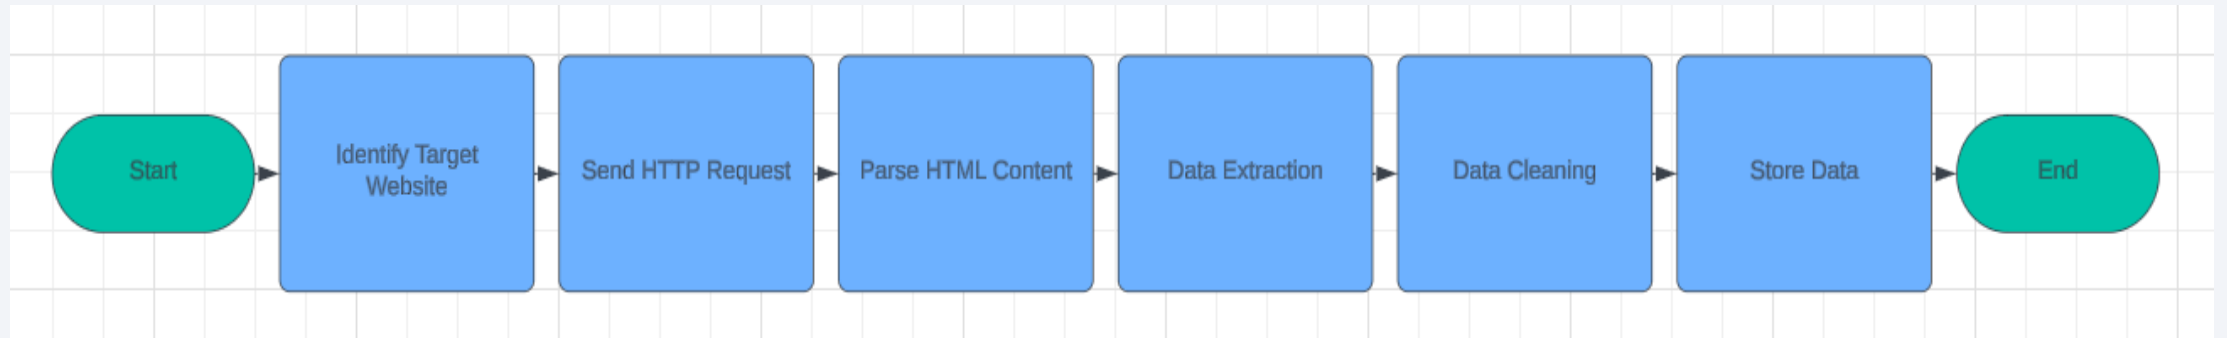 Start
Identify Target
Website
Send HTTP Request
Parse HTML Content
Data Extraction
Data Cleaning
Store Data
End